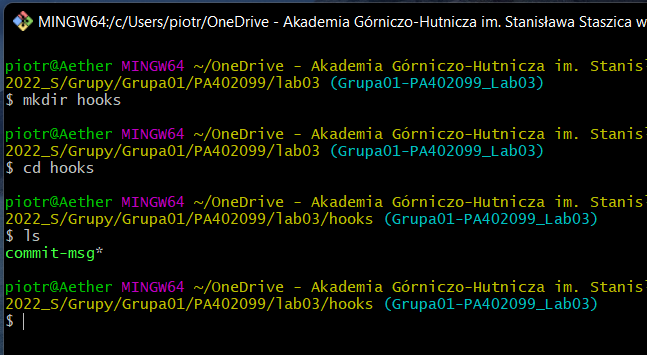 MINGW64:/c/Users/piotr/OneDrive - Akademia Górniczo-Hutnicza im. Stanisława Staszica w
piotr@Aether MINGW64 ~/OneDrive - Akademia Górniczo-Hutnicza im. Stanis
2022_S/Grupy/Grupa01/PA402099/lab03 (Grupa01-PA402099_Lab03)
$ mkdir hooks
piotr@Aether MINGW64 ~/OneDrive - Akademia Górniczo-Hutnicza im. Stanis
2022_S/Grupy/Grupa01/PA402099/lab03 (Grupa01-PA402099_Lab03)
$ cd hooks
piotr@Aether MINGW64 ~/OneDrive - Akademia Górniczo-Hutnicza im. Stanis
2022_S/Grupy/Grupa01/PA402099/lab03/hooks (Grupa01-PA402099_Lab03)
$ ls
commit-msg*
piotr@Aether MINGW64 ~/OneDrive - Akademia Górniczo-Hutnicza im. Stanis
2022_S/Grupy/Grupa01/PA402099/lab03/hooks (Grupa01-PA402099_Lab03)
$